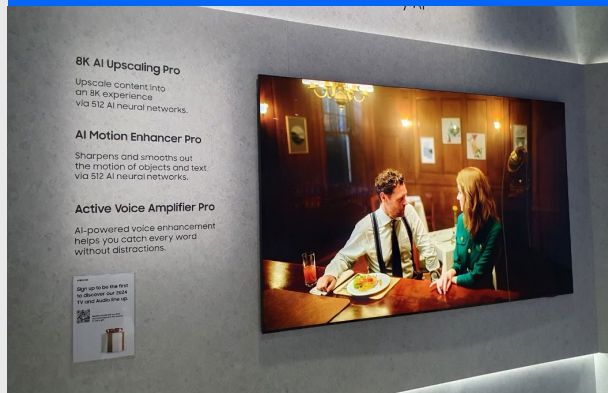 8K AI Upscaling Pro
Upscale content into
an 8K experience
via 512 AI neural networks.
AI Motion Enhancer Pro
Sharpens and smooths out
the motion of objects and text
via 512 AI neural networks.
Active Voice Amplifier Pro
AI-powered voice enhancement
helps you catch every word
without distractions.
Sign up to be the first
to discover our 2024
TV and Audio line up.